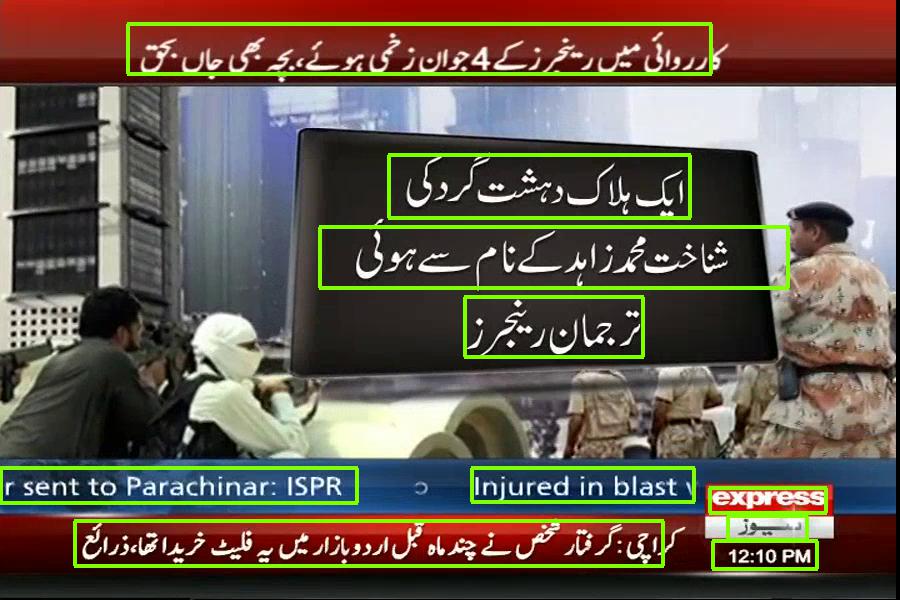 کارروائی میں رینجرز کے 4 جوان زخمی ہوئے، بچہ بھی جاں بحق
ایک ہلاک دہشت گرد کی
شناخت محمد زاہد کے نام سے ہوئی
ترجمان رینجرز
r sent to Parachinar: ISPR
Injured in blast
express
نیوز
کراچی: گرفتار شخص نے چند ماہ قبل اردو بازار میں یہ فلیٹ خریدا تھا، ذرائع
12:10 PM